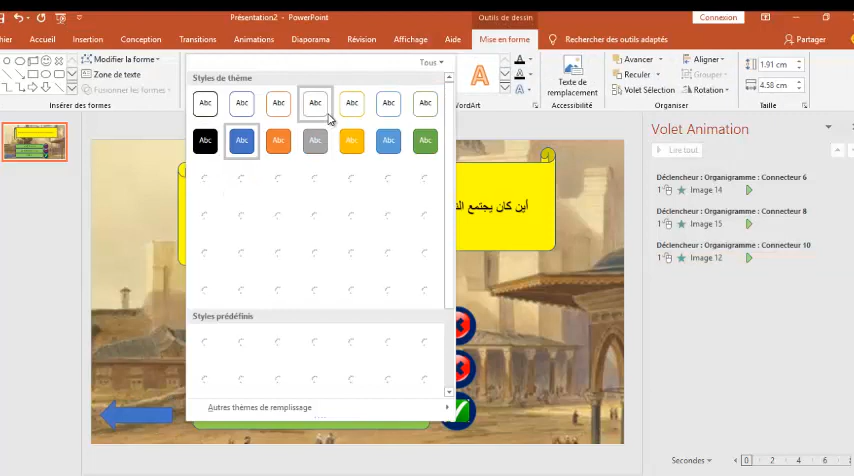 Présentation2 - PowerPoint
Outils de dessin
Connexion
Accueil
Insertion
Conception
Transitions
Animations
Diaporama
Révision
Affichage
Aide
Mise en forme
Rechercher des outils adaptés
Partager
Modifier la forme
Zone de texte
Fusionner les formes
Insérer des formes
Tous
Styles de thème
Abc Abc Abc Abc Abc Abc Abc
Abc Abc Abc Abc Abc Abc Abc
Styles prédéfinis
Autres thèmes de remplissage
WordArt
Texte de
remplacement
Accessibilité
Avancer
Reculer
Volet Sélection
Aligner
Grouper
Rotation
Organiser
1.91 cm
4.58 cm
Taille
أين كان يجتمع
Volet Animation
Lire tout
Déclencheur : Organigramme : Connecteur 6
1 Image 14
Déclencheur : Organigramme : Connecteur 8
1 Image 15
Déclencheur : Organigramme : Connecteur 10
1 Image 12
Secondes
0 2 4 6